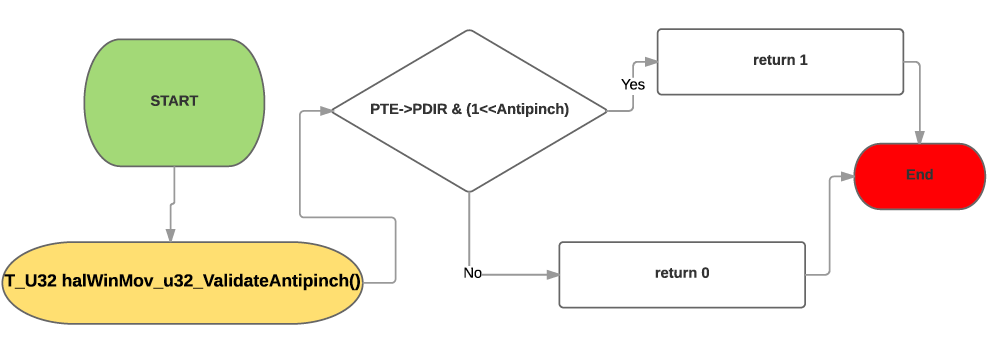 START
T_U32 halWinMov_u32_ValidateAntipinch()
PTE->PDIR & (1<<Antipinch)
Yes
return 1
No
return 0
End